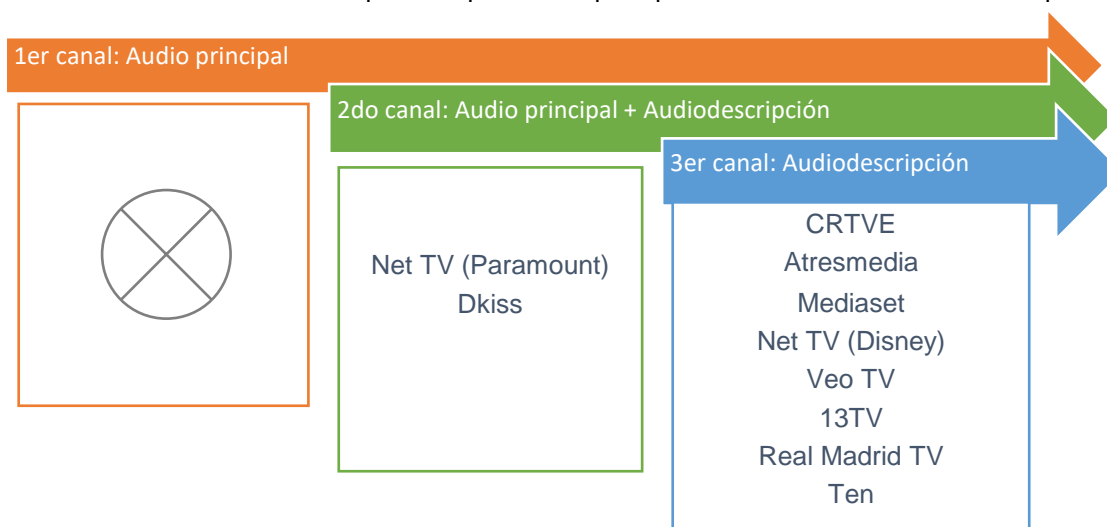 1er canal: Audio principal
2do canal: Audio principal + Audiodescripción
3er canal: Audiodescripción
Net TV (Paramount)
Dkiss
CRTVE
Atresmedia
Mediaset
Net TV (Disney)
Veo TV
13TV
Real Madrid TV
Ten